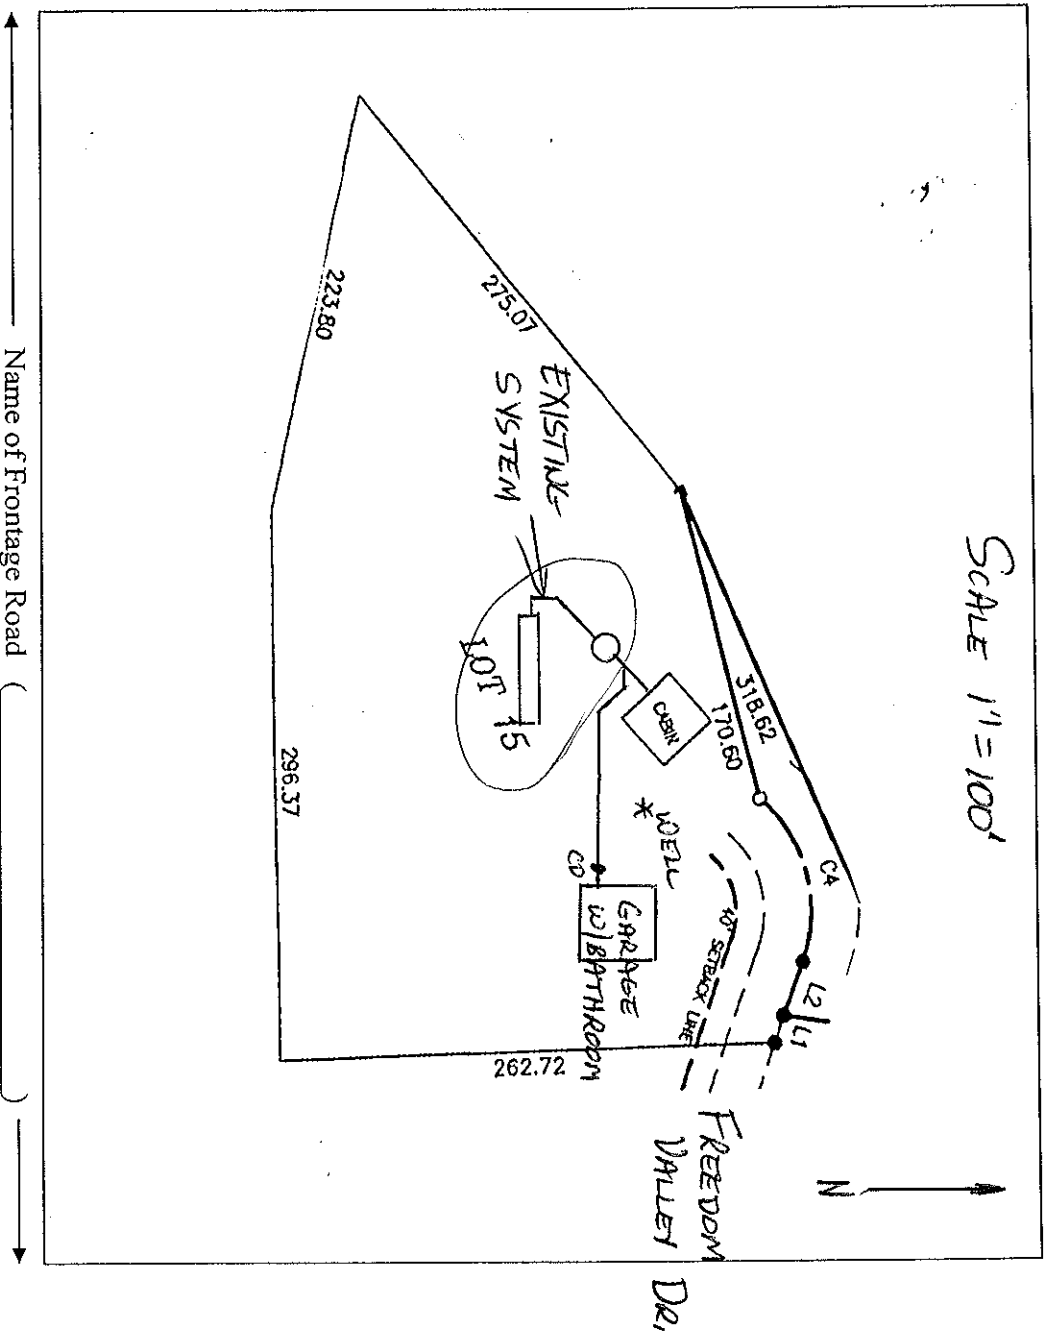 SCALE 1"=100'
318.62
170.60
275.07
223.80
296.37
262.72
C4
L2
L1
40' SETBACK LINE
FREEDOM
VALLEY DR.
N
EXISTING
SYSTEM
CABIN
LOT 15
* WELL
CO
GARAGE
W/BATHROOM
Name of Frontage Road ( )